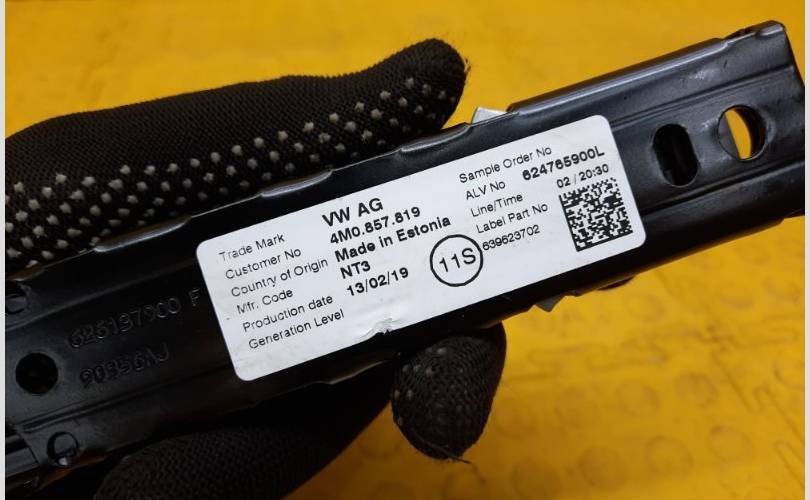 Trade Mark VW AG
Customer No 4M0.857.819
Country of Origin Made in Estonia
Mfr. Code NT3
Production date 13/02/19
Generation Level
11S
Sample Order No
ALV No 624765900L
Line/Time 02 / 20:30
Label Part No
639623702
626197900 F